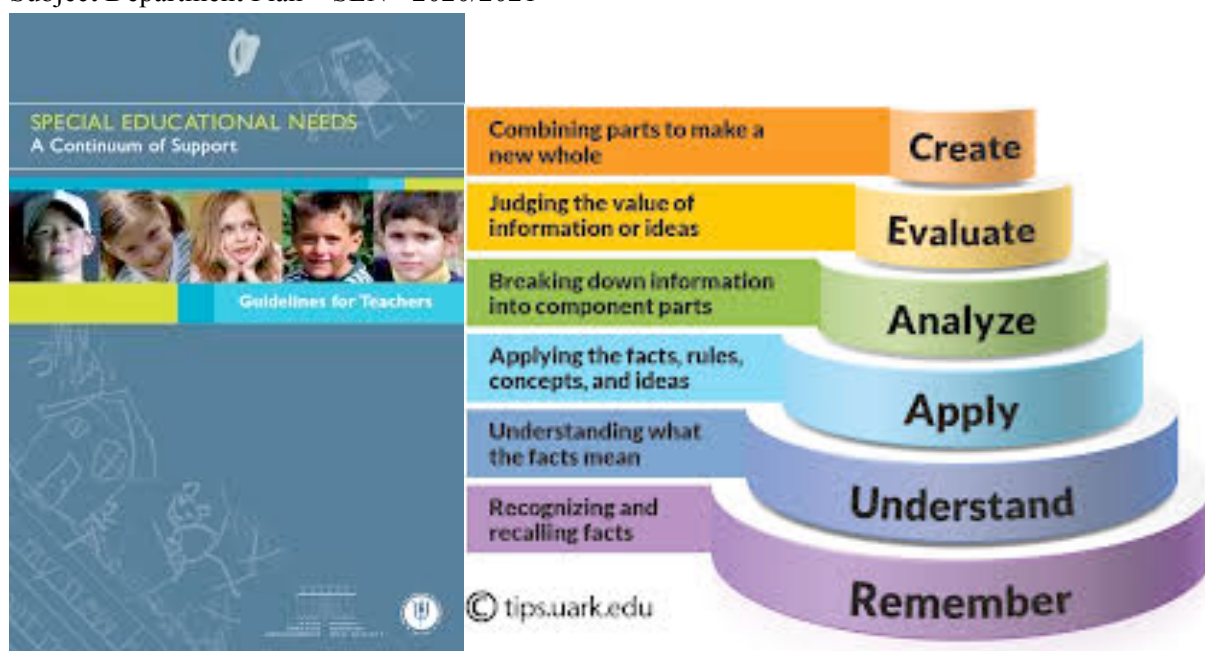 SPECIAL EDUCATIONAL NEEDS
A Continuum of Support
Guidelines for Teachers
Combining parts to make a
new whole
Create
Judging the value of
information or ideas
Evaluate
Breaking down information
into component parts
Analyze
Applying the facts, rules,
concepts, and ideas
Apply
Understanding what
the facts mean
Understand
Recognizing and
recalling facts
Remember
© tips.uark.edu